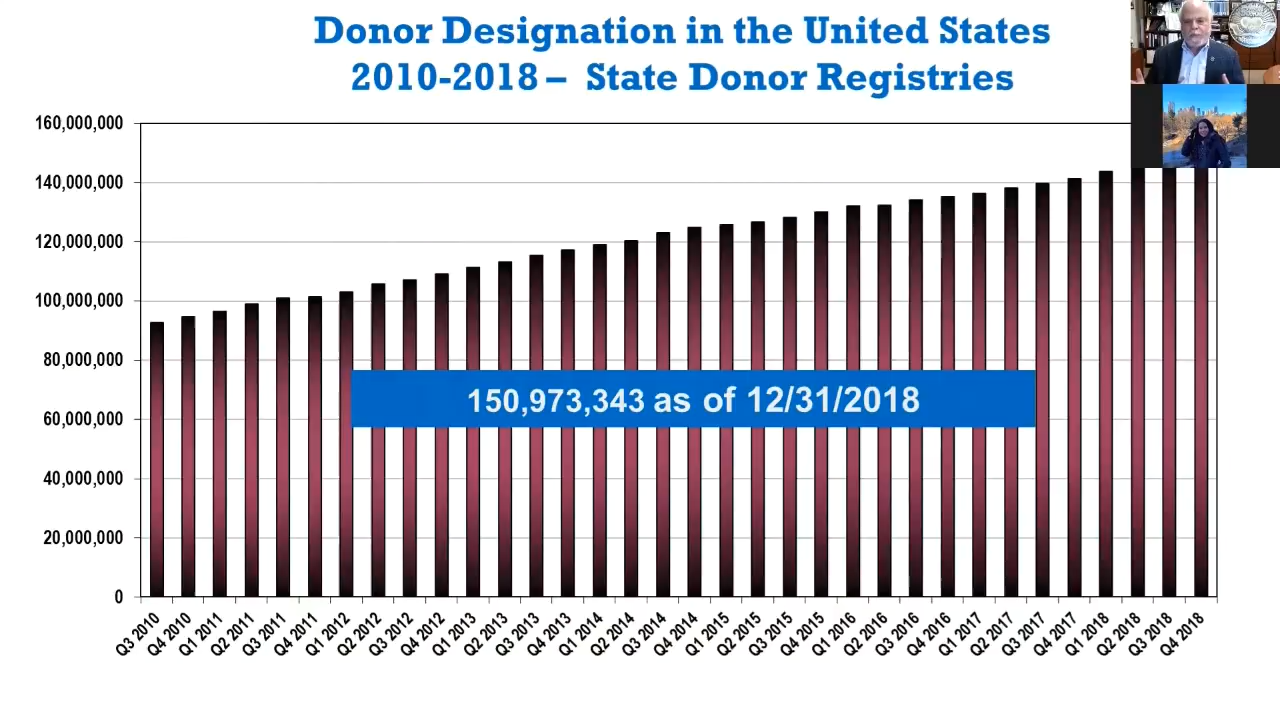 Donor Designation in the United States
2010-2018 – State Donor Registries
160,000,000
140,000,000
120,000,000
100,000,000
80,000,000
60,000,000
40,000,000
20,000,000
0
150,973,343 as of 12/31/2018
Q3 2010
Q4 2010
Q1 2011
Q2 2011
Q3 2011
Q4 2011
Q1 2012
Q2 2012
Q3 2012
Q4 2012
Q1 2013
Q2 2013
Q3 2013
Q4 2013
Q1 2014
Q2 2014
Q3 2014
Q4 2014
Q1 2015
Q2 2015
Q3 2015
Q4 2015
Q1 2016
Q2 2016
Q3 2016
Q4 2016
Q1 2017
Q2 2017
Q3 2017
Q4 2017
Q1 2018
Q2 2018
Q3 2018
Q4 2018